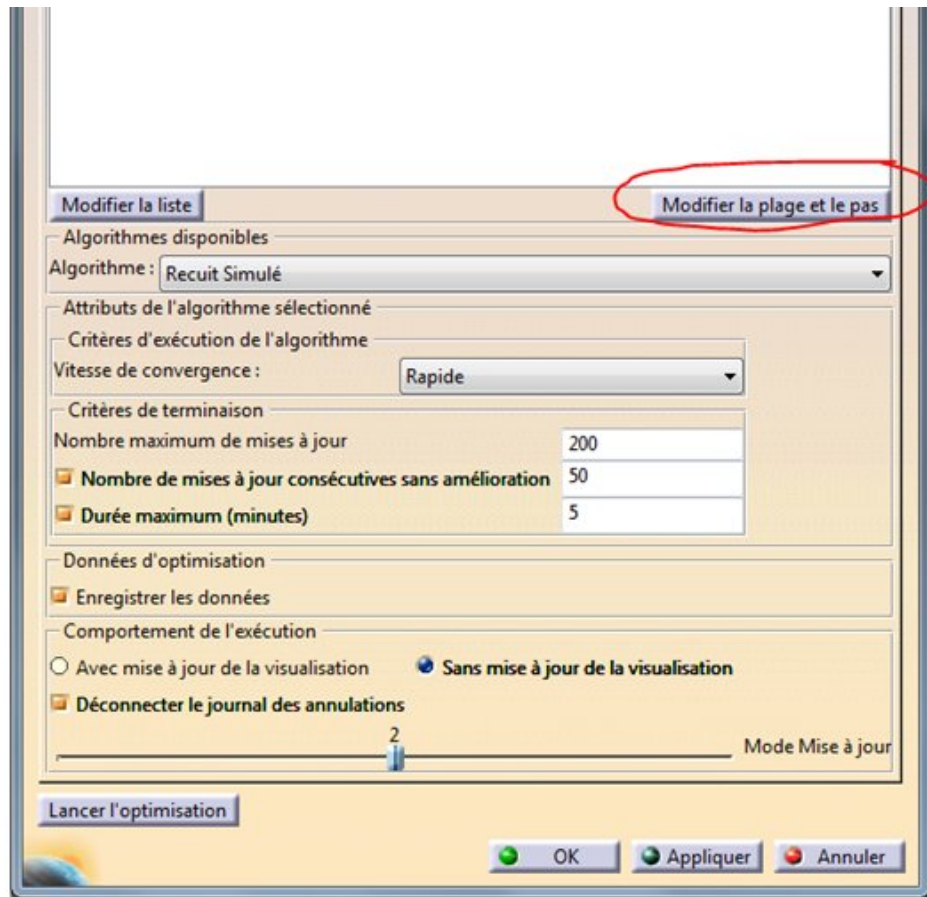 Modifier la liste
Modifier la plage et le pas
Algorithmes disponibles
Algorithme : Recuit Simulé
Attributs de l'algorithme sélectionné
Critères d'exécution de l'algorithme
Vitesse de convergence : Rapide
Critères de terminaison
Nombre maximum de mises à jour 200
Nombre de mises à jour consécutives sans amélioration 50
Durée maximum (minutes) 5
Données d'optimisation
Enregistrer les données
Comportement de l'exécution
Avec mise à jour de la visualisation Sans mise à jour de la visualisation
Déconnecter le journal des annulations
2
Mode Mise à jour
Lancer l'optimisation
OK Appliquer Annuler